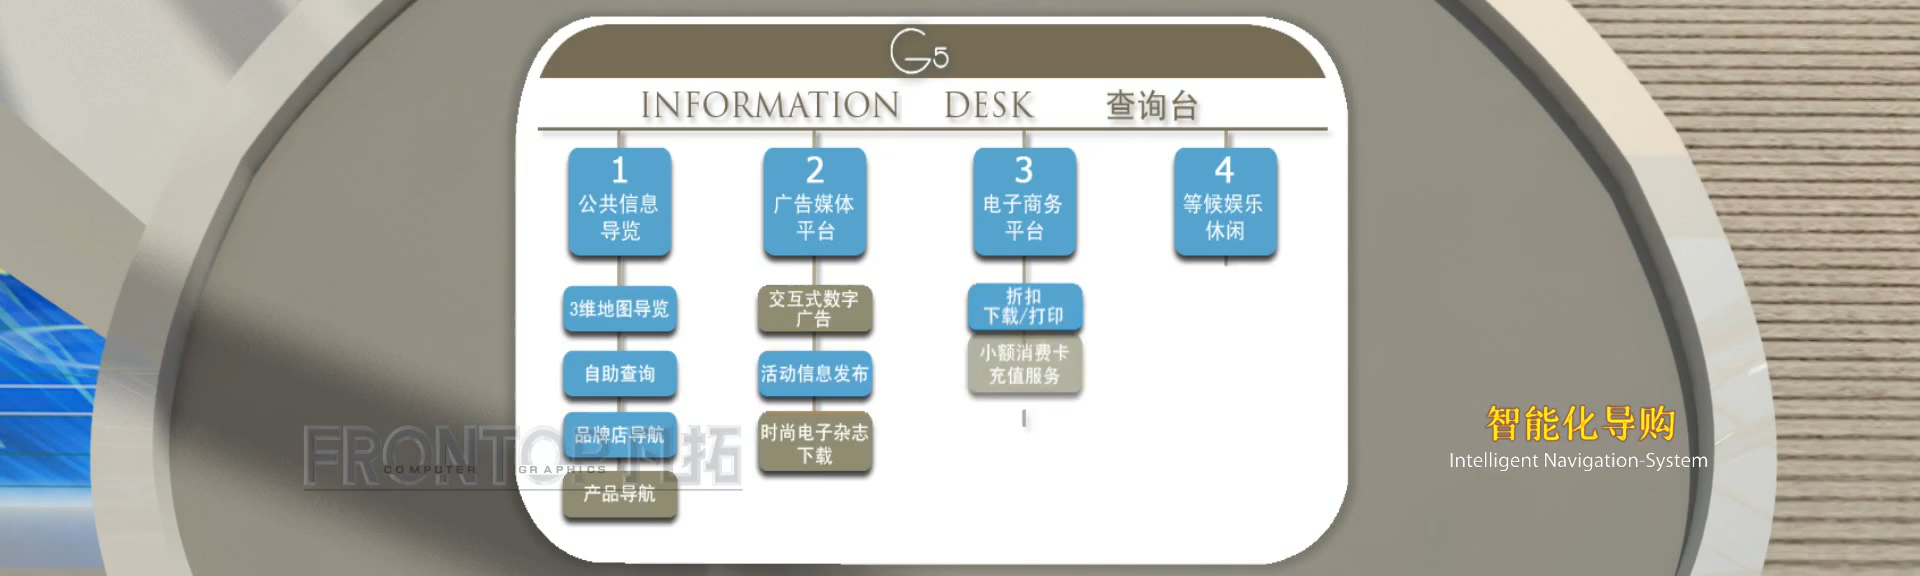 G5
INFORMATION DESK 查询台
1
公共信息
导览
2
广告媒体
平台
3
电子商务
平台
4
等候娱乐
休闲
3维地图导览
自助查询
品牌店导航
产品导航
交互式数字
广告
活动信息发布
时尚电子杂志
下载
折扣
下载/打印
小额消费卡
充值服务
FRONTOP 凡拓
COMPUTER GRAPHICS
智能化导购
Intelligent Navigation-System